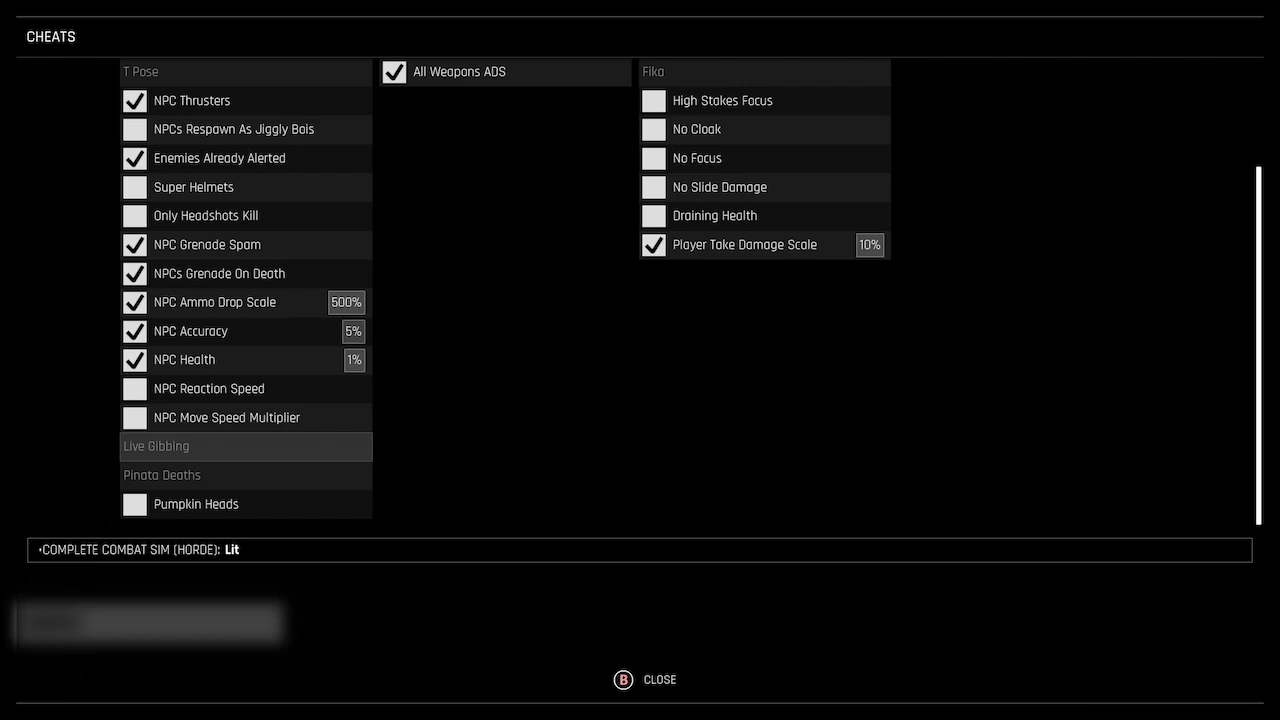 CHEATS
T Pose
NPC Thrusters
NPCs Respawn As Jiggly Bois
Enemies Already Alerted
Super Helmets
Only Headshots Kill
NPC Grenade Spam
NPCs Grenade On Death
NPC Ammo Drop Scale 500%
NPC Accuracy 5%
NPC Health 1%
NPC Reaction Speed
NPC Move Speed Multiplier
Live Gibbing
Pinata Deaths
Pumpkin Heads
All Weapons ADS
Fika
High Stakes Focus
No Cloak
No Focus
No Slide Damage
Draining Health
Player Take Damage Scale 10%
•COMPLETE COMBAT SIM (HORDE): Lit
B CLOSE